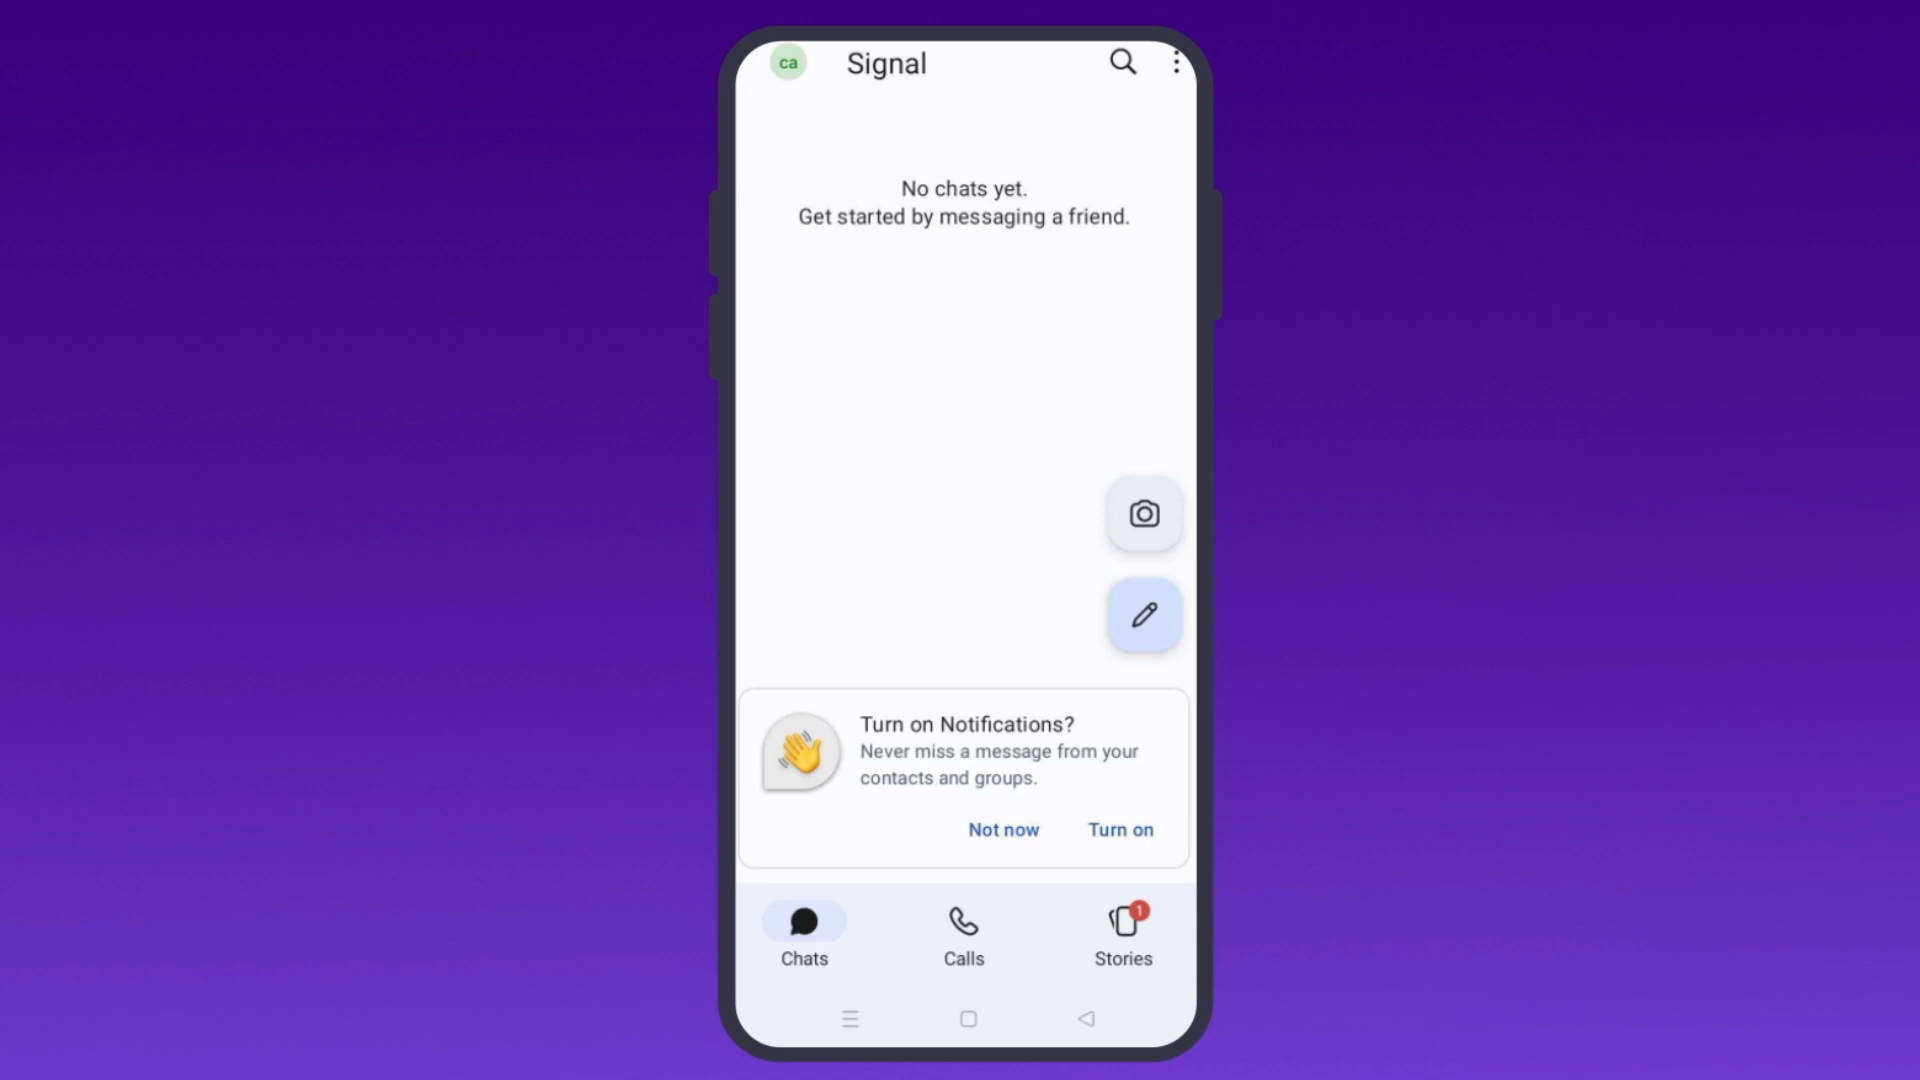 ca
Signal
No chats yet.
Get started by messaging a friend.
Turn on Notifications?
Never miss a message from your
contacts and groups.
Not now
Turn on
1
Chats
Calls
Stories